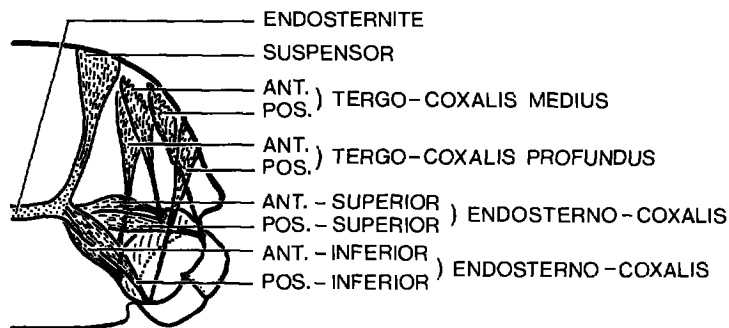 ENDOSTERNITE
SUSPENSOR
ANT.
POS. ) TERGO-COXALIS MEDIUS
ANT.
POS. ) TERGO-COXALIS PROFUNDUS
ANT.-SUPERIOR
POS.-SUPERIOR ) ENDOSTERNO-COXALIS
ANT.-INFERIOR
POS.-INFERIOR ) ENDOSTERNO-COXALIS